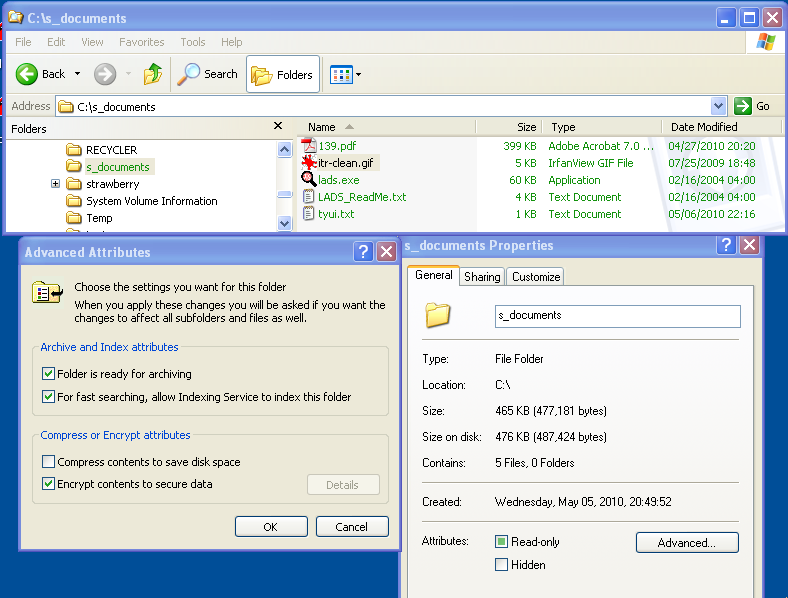 C:\s_documents
File Edit View Favorites Tools Help
Back Search Folders
Address C:\s_documents Go
Folders Name Size Type Date Modified
RECYCLER
s_documents
strawberry
System Volume Information
Temp
139.pdf 399 KB Adobe Acrobat 7.0 ... 04/27/2010 20:20
itr-clean.gif 5 KB IrfanView GIF File 07/25/2009 18:48
lads.exe 60 KB Application 02/16/2004 04:00
LADS_ReadMe.txt 4 KB Text Document 02/16/2004 04:00
tyui.txt 1 KB Text Document 05/06/2010 22:16
Advanced Attributes
Choose the settings you want for this folder
When you apply these changes you will be asked if you want the
changes to affect all subfolders and files as well.
Archive and Index attributes
Folder is ready for archiving
For fast searching, allow Indexing Service to index this folder
Compress or Encrypt attributes
Compress contents to save disk space
Encrypt contents to secure data
Details
OK Cancel
s_documents Properties
General Sharing Customize
s_documents
Type: File Folder
Location: C:\
Size: 465 KB (477,181 bytes)
Size on disk: 476 KB (487,424 bytes)
Contains: 5 Files, 0 Folders
Created: Wednesday, May 05, 2010, 20:49:52
Attributes: Read-only Advanced...
Hidden